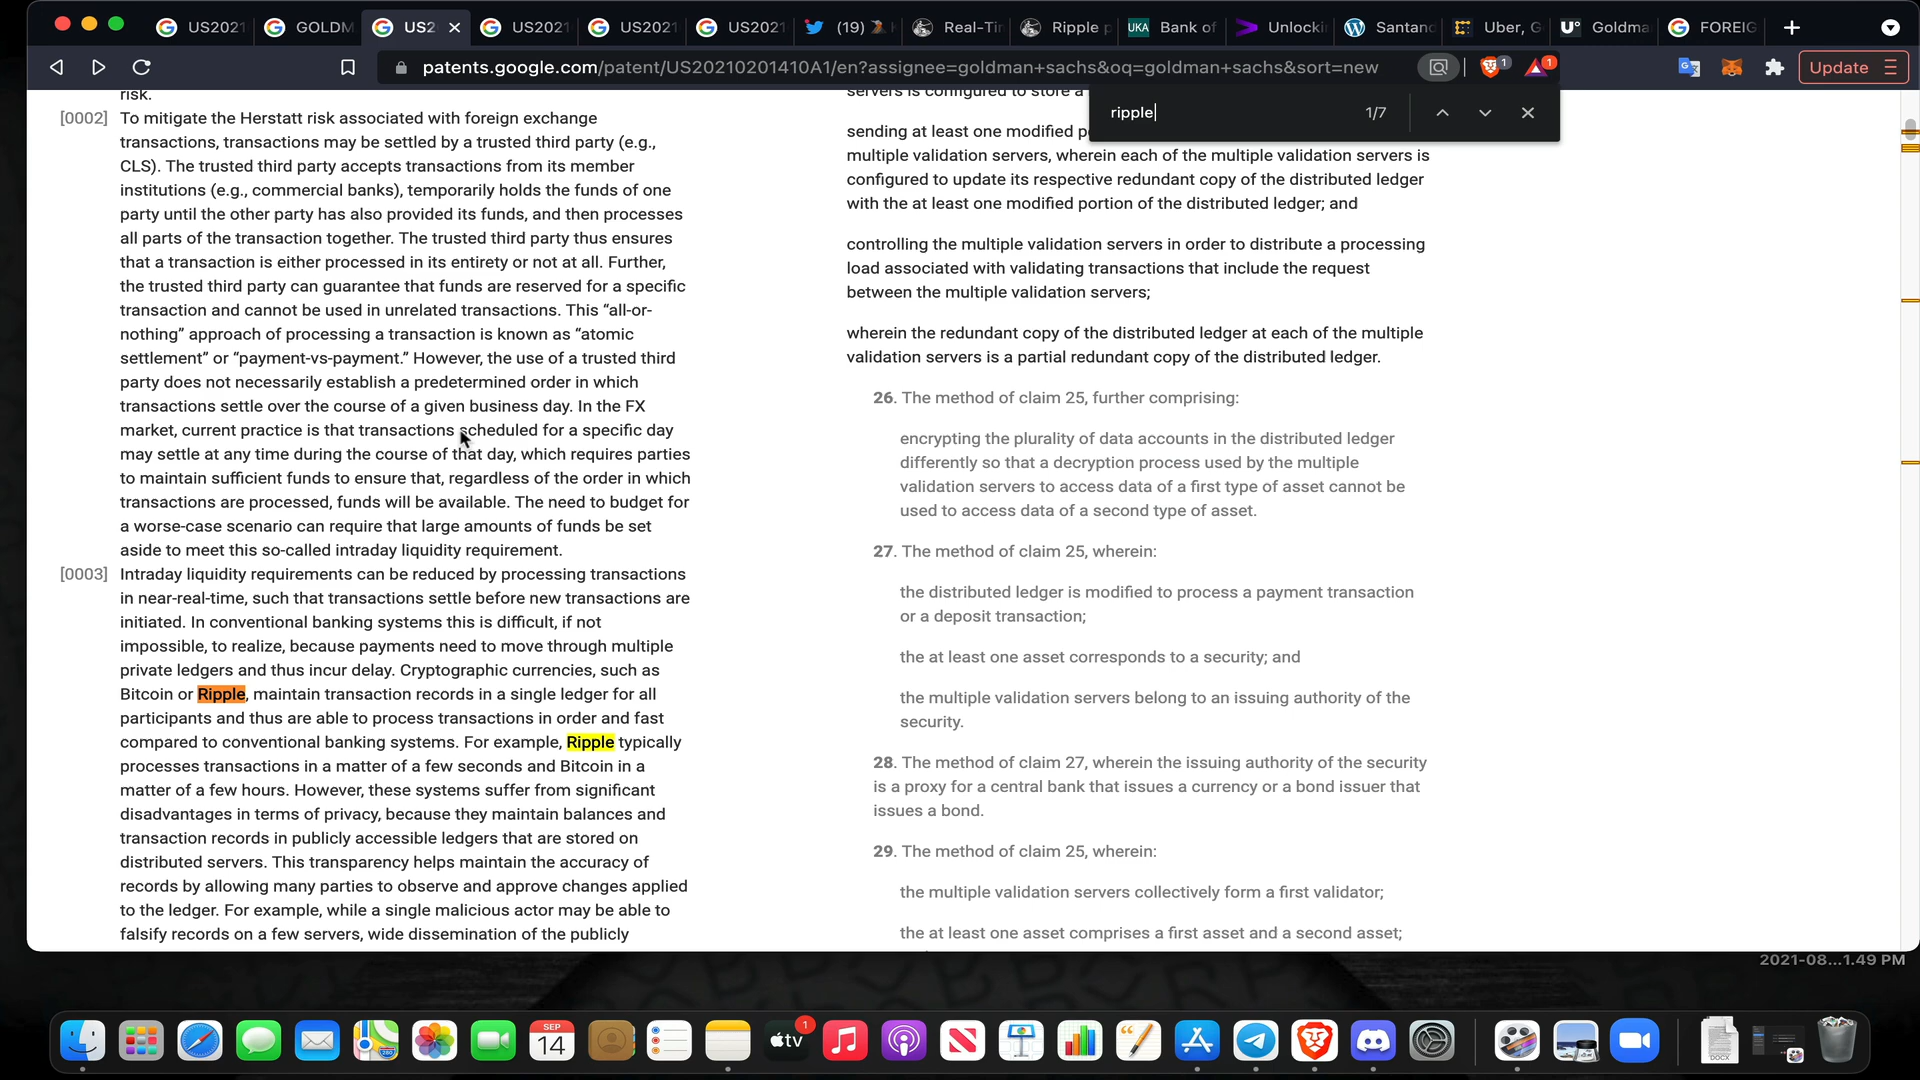 US2021
GOLDM
US2
US2021
US2021
US2021
(19)
Real-Tim
Ripple p
UKA
Bank of
Unlocki
Santand
Uber, G
Goldma
FOREIG
patents.google.com/patent/US20210201410A1/en?assignee=goldman+sachs&oq=goldman+sachs&sort=new
1
1
Update
ripple
1/7
risk.
[0002] To mitigate the Herstatt risk associated with foreign exchange
transactions, transactions may be settled by a trusted third party (e.g.,
CLS). The trusted third party accepts transactions from its member
institutions (e.g., commercial banks), temporarily holds the funds of one
party until the other party has also provided its funds, and then processes
all parts of the transaction together. The trusted third party thus ensures
that a transaction is either processed in its entirety or not at all. Further,
the trusted third party can guarantee that funds are reserved for a specific
transaction and cannot be used in unrelated transactions. This “all-or-
nothing” approach of processing a transaction is known as “atomic
settlement” or “payment-vs-payment.” However, the use of a trusted third
party does not necessarily establish a predetermined order in which
transactions settle over the course of a given business day. In the FX
market, current practice is that transactions scheduled for a specific day
may settle at any time during the course of that day, which requires parties
to maintain sufficient funds to ensure that, regardless of the order in which
transactions are processed, funds will be available. The need to budget for
a worse-case scenario can require that large amounts of funds be set
aside to meet this so-called intraday liquidity requirement.
[0003] Intraday liquidity requirements can be reduced by processing transactions
in near-real-time, such that transactions settle before new transactions are
initiated. In conventional banking systems this is difficult, if not
impossible, to realize, because payments need to move through multiple
private ledgers and thus incur delay. Cryptographic currencies, such as
Bitcoin or Ripple, maintain transaction records in a single ledger for all
participants and thus are able to process transactions in order and fast
compared to conventional banking systems. For example, Ripple typically
processes transactions in a matter of a few seconds and Bitcoin in a
matter of a few hours. However, these systems suffer from significant
disadvantages in terms of privacy, because they maintain balances and
transaction records in publicly accessible ledgers that are stored on
distributed servers. This transparency helps maintain the accuracy of
records by allowing many parties to observe and approve changes applied
to the ledger. For example, while a single malicious actor may be able to
falsify records on a few servers, wide dissemination of the publicly
servers is configured to store a
sending at least one modified
multiple validation servers, wherein each of the multiple validation servers is
configured to update its respective redundant copy of the distributed ledger
with the at least one modified portion of the distributed ledger; and
controlling the multiple validation servers in order to distribute a processing
load associated with validating transactions that include the request
between the multiple validation servers;
wherein the redundant copy of the distributed ledger at each of the multiple
validation servers is a partial redundant copy of the distributed ledger.
26. The method of claim 25, further comprising:
encrypting the plurality of data accounts in the distributed ledger
differently so that a decryption process used by the multiple
validation servers to access data of a first type of asset cannot be
used to access data of a second type of asset.
27. The method of claim 25, wherein:
the distributed ledger is modified to process a payment transaction
or a deposit transaction;
the at least one asset corresponds to a security; and
the multiple validation servers belong to an issuing authority of the
security.
28. The method of claim 27, wherein the issuing authority of the security
is a proxy for a central bank that issues a currency or a bond issuer that
issues a bond.
29. The method of claim 25, wherein:
the multiple validation servers collectively form a first validator;
the at least one asset comprises a first asset and a second asset;
2021-08...1.49 PM
SEP
14
tv
1
DOCX